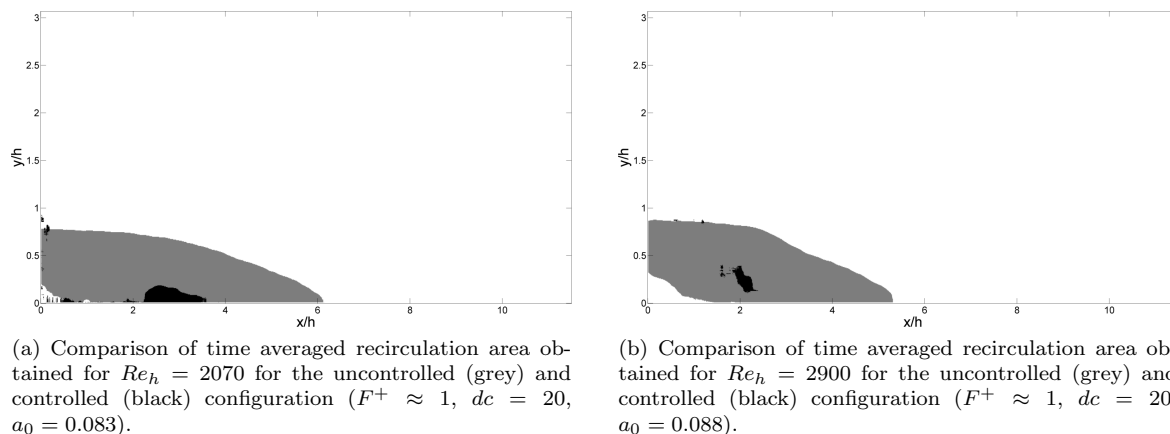 3
2.5
2
1.5
1
0.5
0
y/h
0 2 4 6 8 10
x/h
(a) Comparison of time averaged recirculation area ob-
tained for Re_h = 2070 for the uncontrolled (grey) and
controlled (black) configuration (F^+ ≈ 1, dc = 20,
a_0 = 0.083).
3
2.5
2
1.5
1
0.5
0
y/h
0 2 4 6 8 10
x/h
(b) Comparison of time averaged recirculation area ob-
tained for Re_h = 2900 for the uncontrolled (grey) and
controlled (black) configuration (F^+ ≈ 1, dc = 20
a_0 = 0.088).